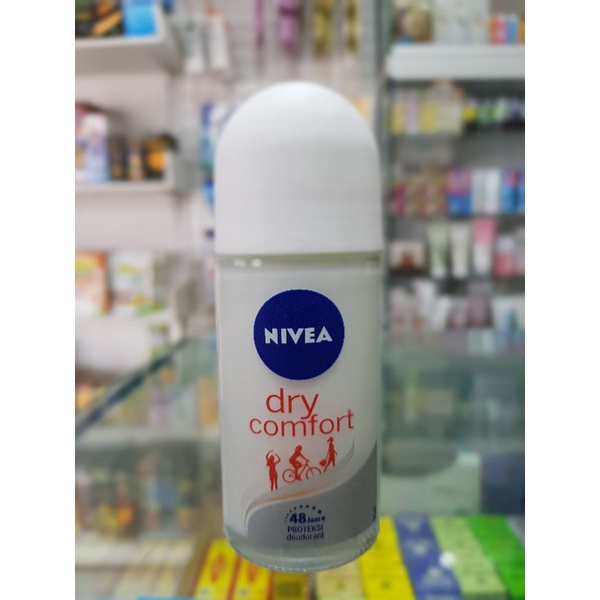 NIVEA
dry
comfort
48Jam+
PROTEKSI
deodorant